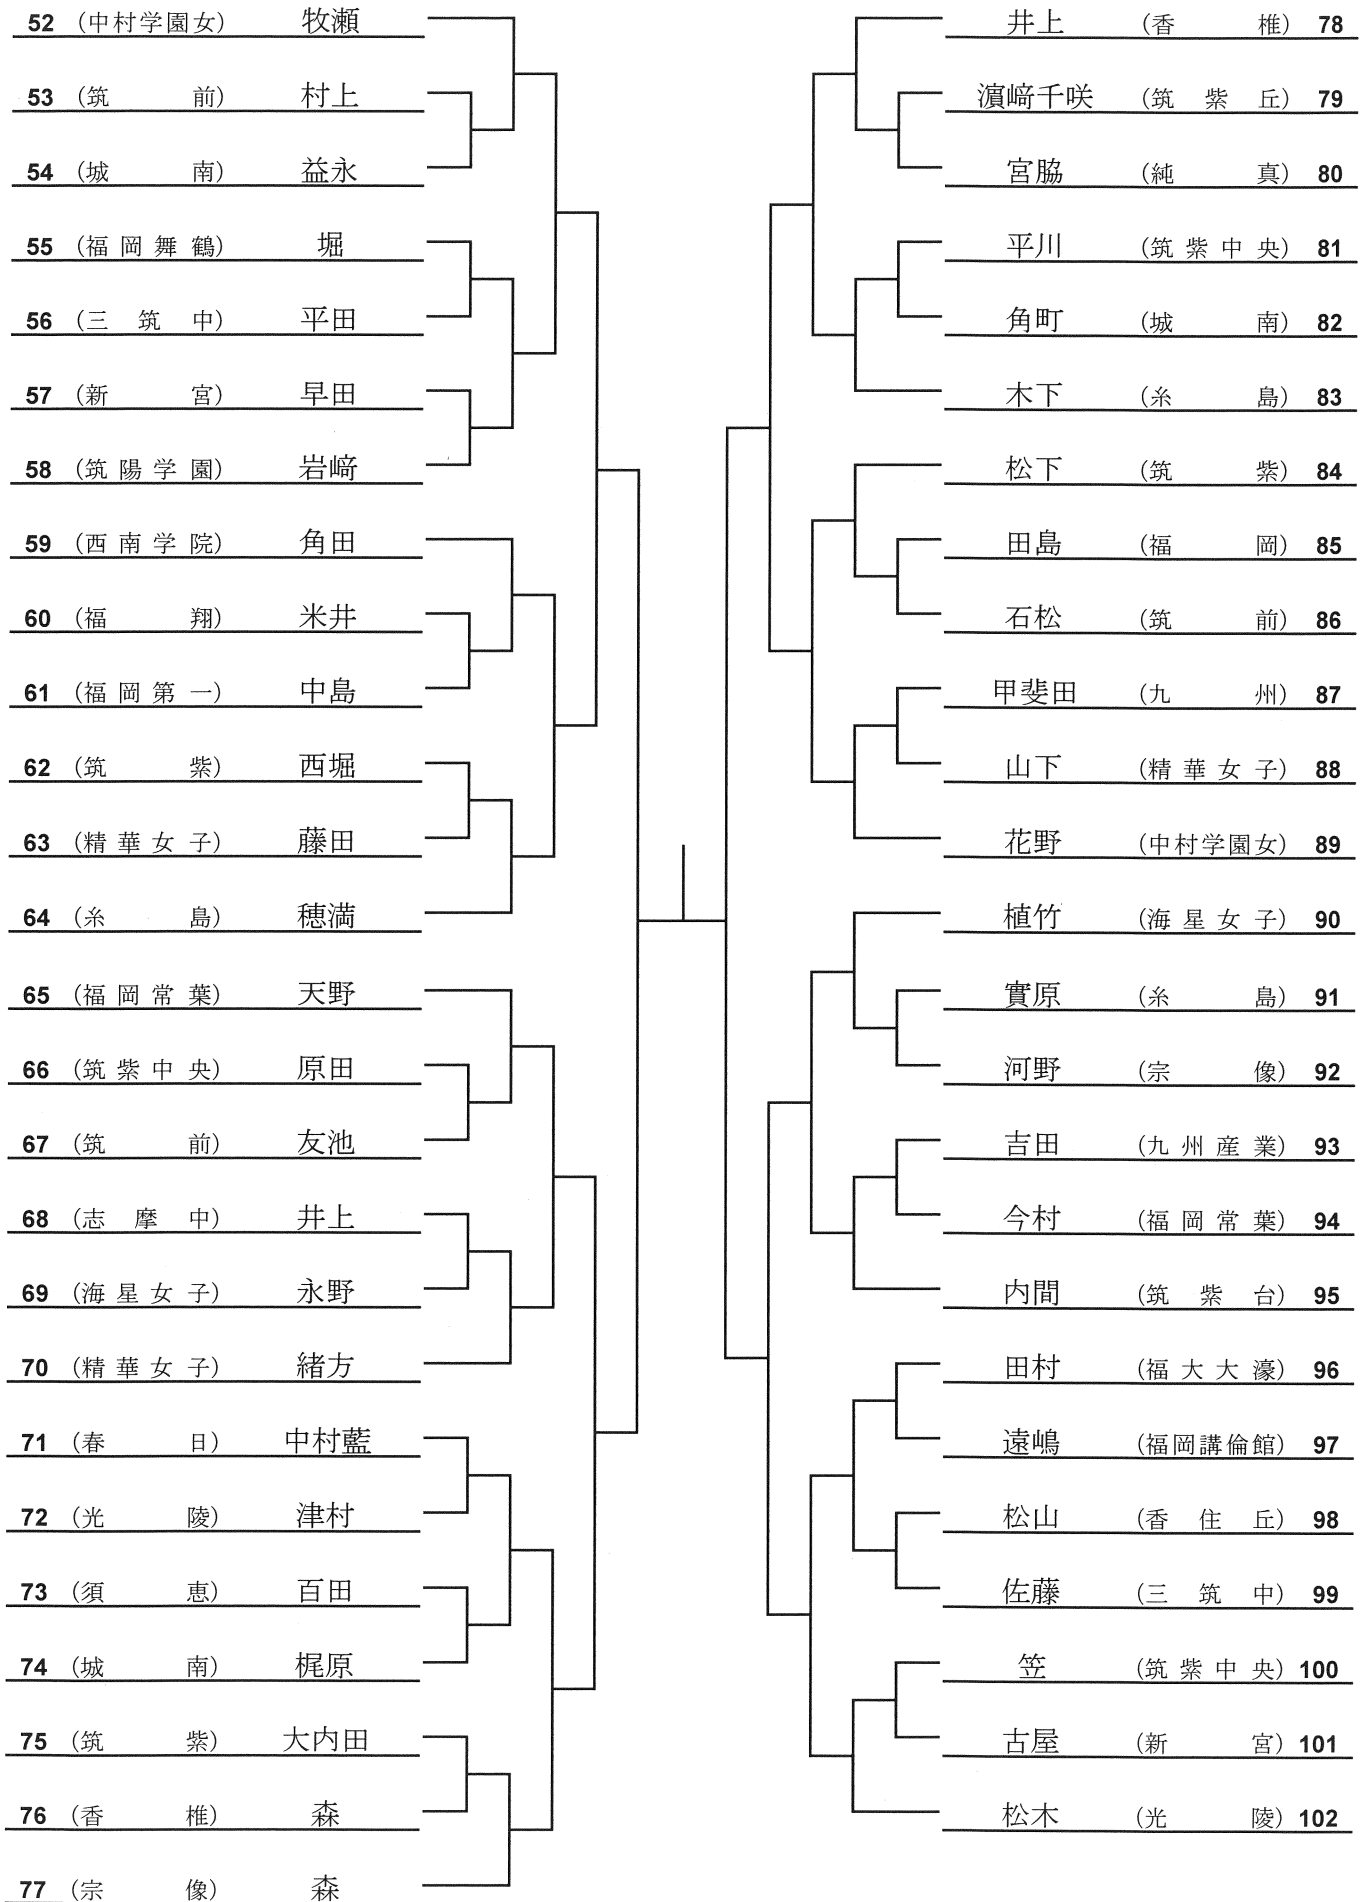 52 (中村学園女) 牧瀬
53 (筑前) 村上
54 (城南) 益永
55 (福岡舞鶴) 堀
56 (三筑中) 平田
57 (新宮) 早田
58 (筑陽学園) 岩﨑
59 (西南学院) 角田
60 (福翔) 米井
61 (福岡第一) 中島
62 (筑紫) 西堀
63 (精華女子) 藤田
64 (糸島) 穂満
65 (福岡常葉) 天野
66 (筑紫中央) 原田
67 (筑前) 友池
68 (志摩中) 井上
69 (海星女子) 永野
70 (精華女子) 緒方
71 (春日) 中村藍
72 (光陵) 津村
73 (須恵) 百田
74 (城南) 梶原
75 (筑紫) 大内田
76 (香椎) 森
77 (宗像) 森
井上 (香椎) 78
濵﨑千咲 (筑紫丘) 79
宮脇 (純真) 80
平川 (筑紫中央) 81
角町 (城南) 82
木下 (糸島) 83
松下 (筑紫) 84
田島 (福岡) 85
石松 (筑前) 86
甲斐田 (九州) 87
山下 (精華女子) 88
花野 (中村学園女) 89
植竹 (海星女子) 90
實原 (糸島) 91
河野 (宗像) 92
吉田 (九州産業) 93
今村 (福岡常葉) 94
内間 (筑紫台) 95
田村 (福大大濠) 96
遠嶋 (福岡講倫館) 97
松山 (香住丘) 98
佐藤 (三筑中) 99
笠 (筑紫中央) 100
古屋 (新宮) 101
松木 (光陵) 102